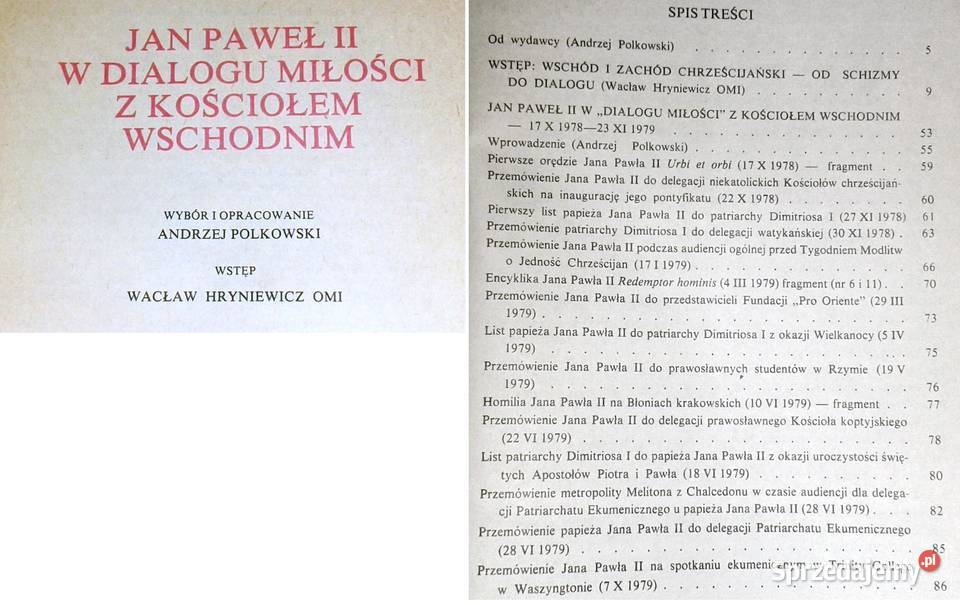 JAN PAWEŁ II
W DIALOGU MIŁOŚCI
Z KOŚCIOŁEM
WSCHODNIM
WYBÓR I OPRACOWANIE
ANDRZEJ POLKOWSKI
WSTĘP
WACŁAW HRYNIEWICZ OMI
SPIS TREŚCI
Od wydawcy (Andrzej Polkowski) . . . . . . . . . . . 5
WSTĘP: WSCHÓD I ZACHÓD CHRZEŚCIJAŃSKI — OD SCHIZMY
DO DIALOGU (Wacław Hryniewicz OMI) . . . . . . . . 9
JAN PAWEŁ II W „DIALOGU MIŁOŚCI” Z KOŚCIOŁEM WSCHODNIM
— 17 X 1978—23 XI 1979 . . . . . . . . . . . . 53
Wprowadzenie (Andrzej Polkowski) . . . . . . . . . . 55
Pierwsze orędzie Jana Pawła II Urbi et orbi (17 X 1978) — fragment . . 59
Przemówienie Jana Pawła II do delegacji niekatolickich Kościołów chrześcijań-
skich na inaugurację jego pontyfikatu (22 X 1978) . . . . . . 60
Pierwszy list papieża Jana Pawła II do patriarchy Dimitriosa I (27 XI 1978) 61
Przemówienie patriarchy Dimitriosa I do delegacji watykańskiej (30 XI 1978) . 63
Przemówienie Jana Pawła II podczas audiencji ogólnej przed Tygodniem Modlitw
o Jedność Chrześcijan (17 I 1979) . . . . . . . . . . 66
Encyklika Jana Pawła II Redemptor hominis (4 III 1979) fragment (nr 6 i 11) . . 70
Przemówienie Jana Pawła II do przedstawicieli Fundacji „Pro Oriente” (29 III
1979) . . . . . . . . . . . . . . . . . 73
List papieża Jana Pawła II do patriarchy Dimitriosa I z okazji Wielkanocy (5 IV
1979) . . . . . . . . . . . . . . . . . 75
Przemówienie Jana Pawła II do prawosławnych studentów w Rzymie (19 V
1979) . . . . . . . . . . . . . . . . . 76
Homilia Jana Pawła II na Błoniach krakowskich (10 VI 1979) — fragment . . 77
Przemówienie Jana Pawła II do delegacji prawosławnego Kościoła koptyjskiego
(22 VI 1979) . . . . . . . . . . . . . . . 78
List patriarchy Dimitriosa I do papieża Jana Pawła II z okazji uroczystości świę-
tych Apostołów Piotra i Pawła (18 VI 1979) . . . . . . . . 80
Przemówienie metropolity Melitona z Chalcedonu w czasie audiencji dla delega-
cji Patriarchatu Ekumenicznego u papieża Jana Pawła II (28 VI 1979) . . . 82
Przemówienie papieża Jana Pawła II do delegacji Patriarchatu Ekumenicznego
(28 VI 1979) . . . . . . . . . . . . . . . 85
Przemówienie Jana Pawła II na spotkaniu ekumenicznym w Trinity College
w Waszyngtonie (7 X 1979) . . . . . . . . . . . . 86
sprzedajemy.pl